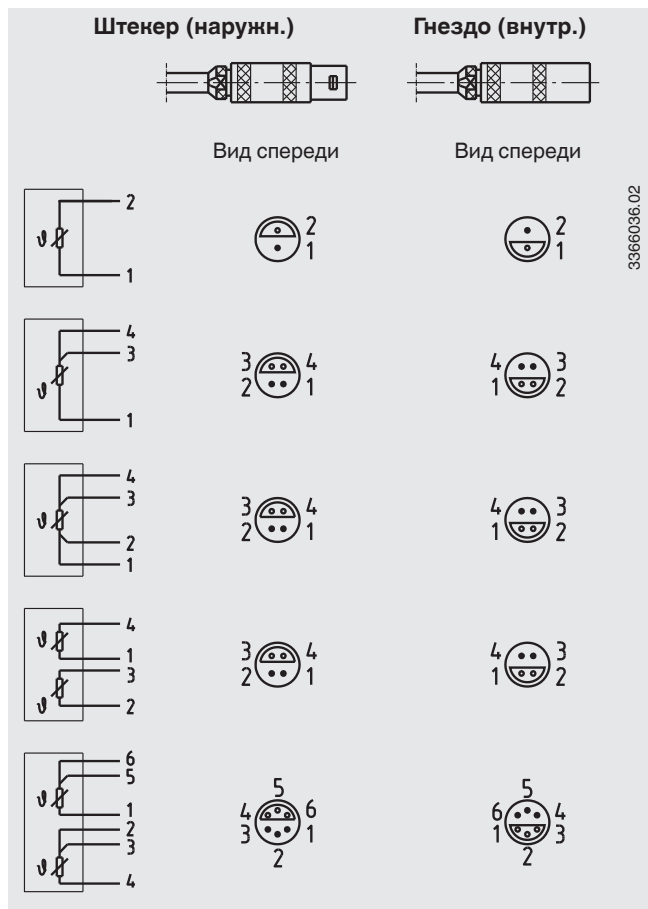 Штекер (наружн.) Гнездо (внутр.)
Вид спереди Вид спереди
3366036.02
ϑ 2 1
2 1
2 1
ϑ 4 3 1
3 4
2 1
4 3
1 2
ϑ 4 3 2 1
3 4
2 1
4 3
1 2
ϑ 4 1
ϑ 3 2
3 4
2 1
4 3
1 2
ϑ 6 5 1
ϑ 2 3 4
5
4 6
3 1
2
5
6 4
1 3
2